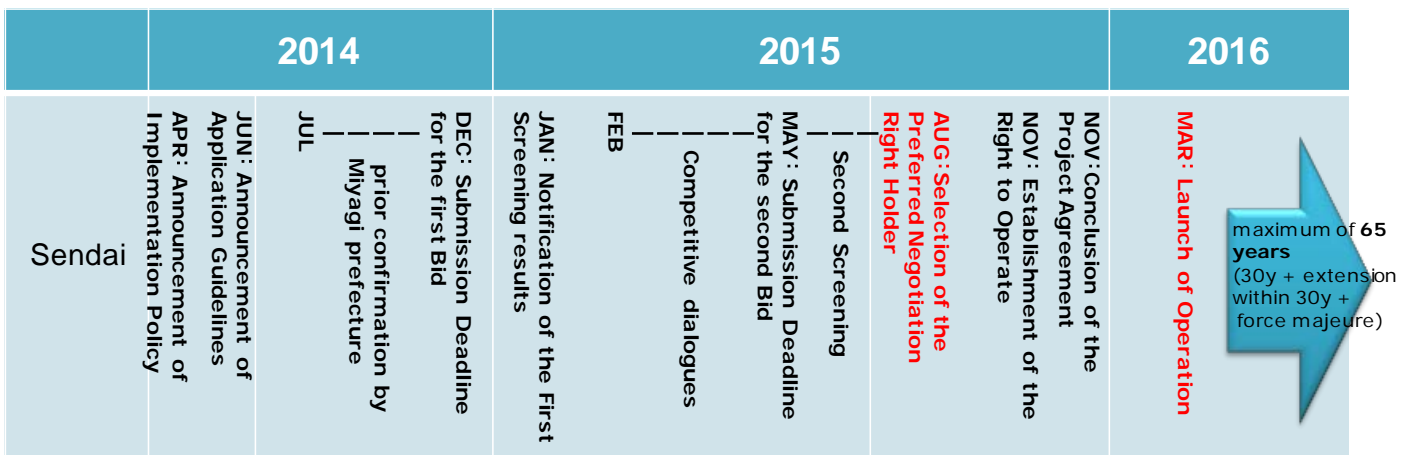 2014
2015
2016
Sendai
APR: Announcement of
Implementation Policy
JUN: Announcement of
Application Guidelines
JUL
prior confirmation by
Miyagi prefecture
DEC: Submission Deadline
for the first Bid
JAN: Notification of the First
Screening results
FEB
Competitive dialogues
MAY: Submission Deadline
for the second Bid
Second Screening
AUG:Selection of the
Preferred Negotiation
Right Holder
NOV: Establishment of the
Right to Operate
NOV:Conclusion of the
Project Agreement
MAR: Launch of Operation
maximum of 65
years
(30y + extension
within 30y +
force majeure)